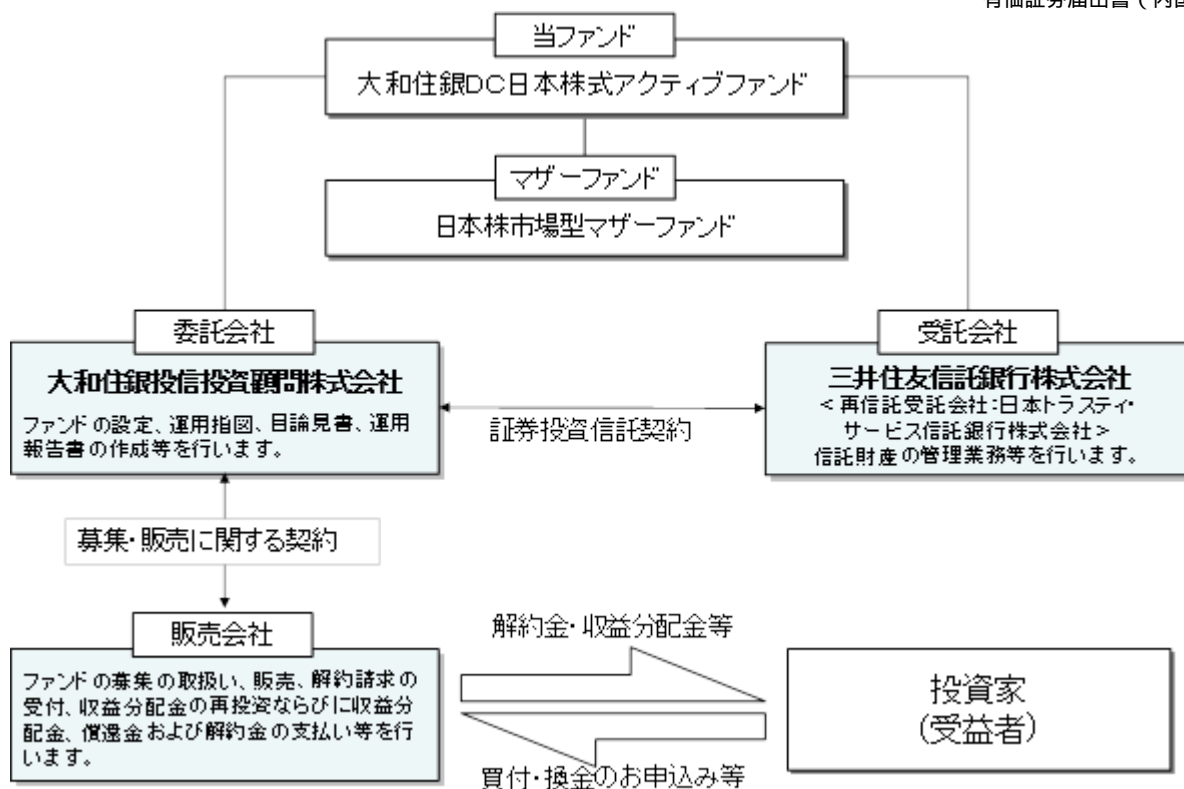 有価証券届出書(内国
当ファンド
大和住銀DC日本株式アクティブファンド
マザーファンド
日本株市場型マザーファンド
委託会社
大和住銀投信投資顧問株式会社
ファンドの設定、運用指図、目論見書、運用
報告書の作成等を行います。
証券投資信託契約
受託会社
三井住友信託銀行株式会社
<再信託受託会社:日本トラスティ・
サービス信託銀行株式会社>
信託財産の管理業務等を行います。
募集・販売に関する契約
販売会社
ファンドの募集の取扱い、販売、解約請求の
受付、収益分配金の再投資ならびに収益分
配金、償還金および解約金の支払い等を行
います。
解約金・収益分配金等
買付・換金のお申込み等
投資家
(受益者)